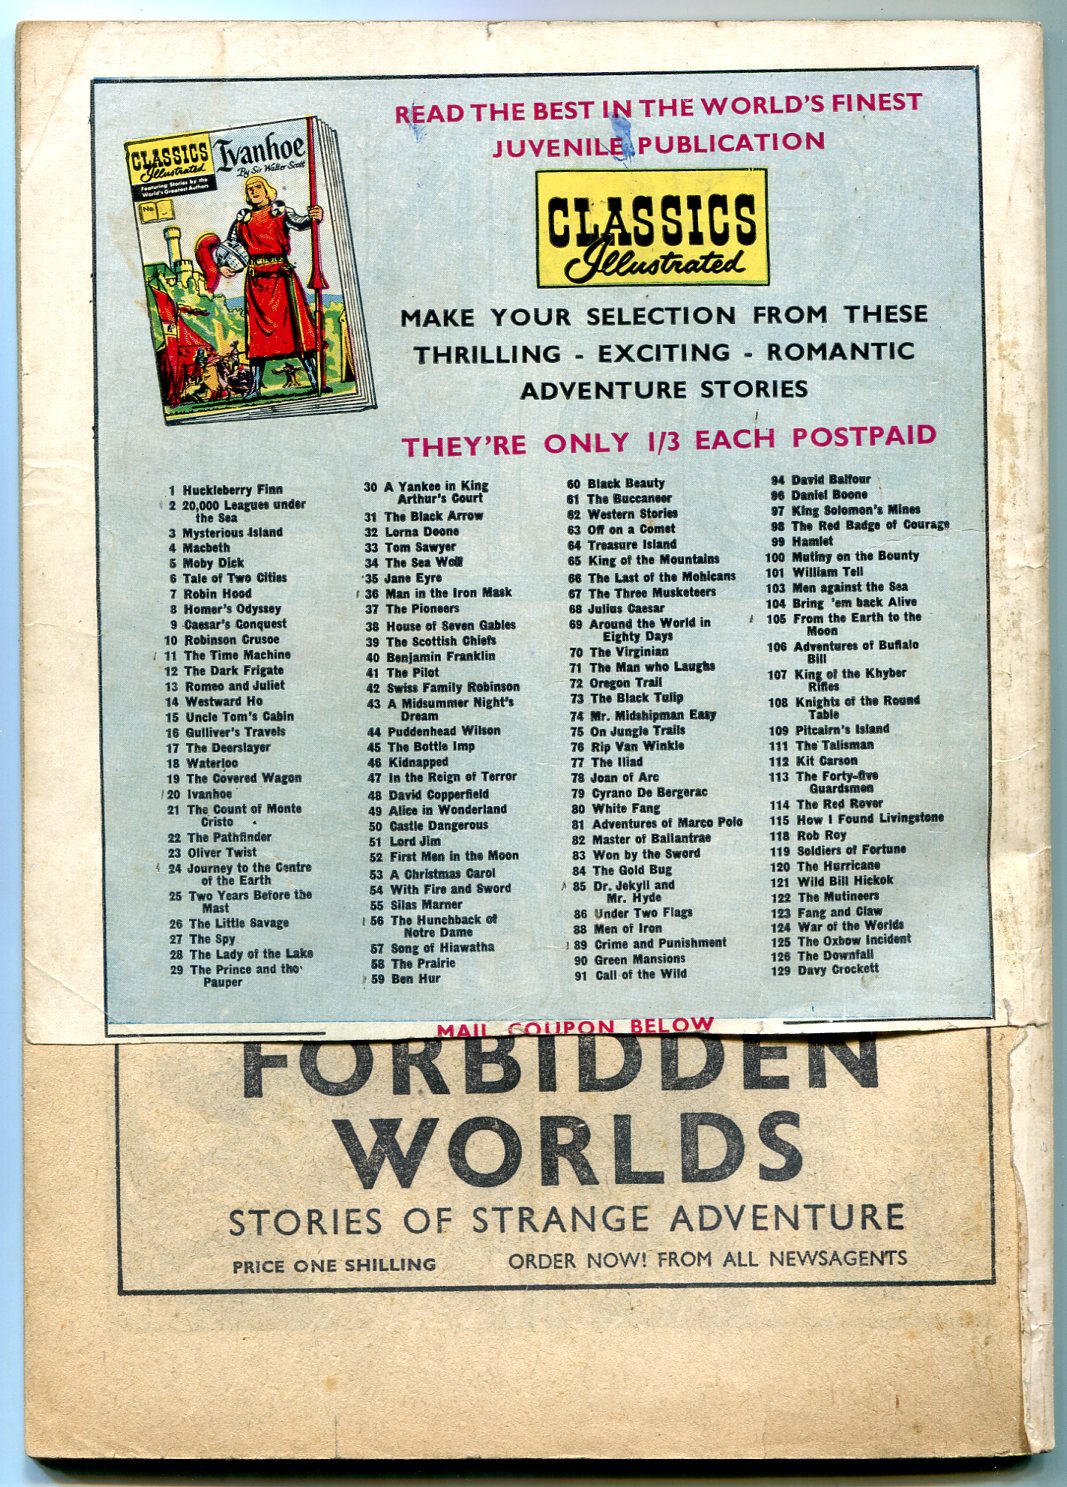 READ THE BEST IN THE WORLD'S FINEST
JUVENILE PUBLICATION
CLASSICS
Illustrated
Featuring Stories by the
World's Greatest Authors
Ivanhoe
By Sir Walter Scott
No
CLASSICS
Illustrated
MAKE YOUR SELECTION FROM THESE
THRILLING - EXCITING - ROMANTIC
ADVENTURE STORIES
THEY'RE ONLY 1/3 EACH POSTPAID
1 Huckleberry Finn
2 20,000 Leagues under
the Sea
3 Mysterious Island
4 Macbeth
5 Moby Dick
6 Tale of Two Cities
7 Robin Hood
8 Homer's Odyssey
9 Caesar's Conquest
10 Robinson Crusoe
11 The Time Machine
12 The Dark Frigate
13 Romeo and Juliet
14 Westward Ho
15 Uncle Tom's Cabin
16 Gulliver's Travels
17 The Deerslayer
18 Waterloo
19 The Covered Wagon
20 Ivanhoe
21 The Count of Monte
Cristo
22 The Pathfinder
23 Oliver Twist
24 Journey to the Centre
of the Earth
25 Two Years Before the
Mast
26 The Little Savage
27 The Spy
28 The Lady of the Lake
29 The Prince and the
Pauper
30 A Yankee in King
Arthur's Court
31 The Black Arrow
32 Lorna Doone
33 Tom Sawyer
34 The Sea Wolf
35 Jane Eyre
36 Man in the Iron Mask
37 The Pioneers
38 House of Seven Gables
39 The Scottish Chiefs
40 Benjamin Franklin
41 The Pilot
42 Swiss Family Robinson
43 A Midsummer Night's
Dream
44 Puddenhead Wilson
45 The Bottle Imp
46 Kidnapped
47 In the Reign of Terror
48 David Copperfield
49 Alice in Wonderland
50 Castle Dangerous
51 Lord Jim
52 First Men in the Moon
53 A Christmas Carol
54 With Fire and Sword
55 Silas Marner
56 The Hunchback of
Notre Dame
57 Song of Hiawatha
58 The Prairie
59 Ben Hur
60 Black Beauty
61 The Buccaneer
62 Western Stories
63 Off on a Comet
64 Treasure Island
65 King of the Mountains
66 The Last of the Mohicans
67 The Three Musketeers
68 Julius Caesar
69 Around the World in
Eighty Days
70 The Virginian
71 The Man who Laughs
72 Oregon Trail
73 The Black Tulip
74 Mr. Midshipman Easy
75 On Jungle Trails
76 Rip Van Winkle
77 The Iliad
78 Joan of Arc
79 Cyrano De Bergerac
80 White Fang
81 Adventures of Marco Polo
82 Master of Ballantrae
83 Won by the Sword
84 The Gold Bug
85 Dr. Jekyll and
Mr. Hyde
86 Under Two Flags
88 Men of Iron
89 Crime and Punishment
90 Green Mansions
91 Call of the Wild
94 David Balfour
96 Daniel Boone
97 King Solomon's Mines
98 The Red Badge of Courage
99 Hamlet
100 Mutiny on the Bounty
101 William Tell
103 Men against the Sea
104 Bring 'em back Alive
105 From the Earth to the
Moon
106 Adventures of Buffalo
Bill
107 King of the Khyber
Rifles
108 Knights of the Round
Table
109 Pitcairn's Island
111 The Talisman
112 Kit Carson
113 The Forty-five
Guardsmen
114 The Red Rover
115 How I Found Livingstone
118 Rob Roy
119 Soldiers of Fortune
120 The Hurricane
121 Wild Bill Hickok
122 The Mutineers
123 Fang and Claw
124 War of the Worlds
125 The Oxbow Incident
126 The Downfall
129 Davy Crockett
MAIL COUPON BELOW
FORBIDDEN
WORLDS
STORIES OF STRANGE ADVENTURE
PRICE ONE SHILLING ORDER NOW! FROM ALL NEWSAGENTS